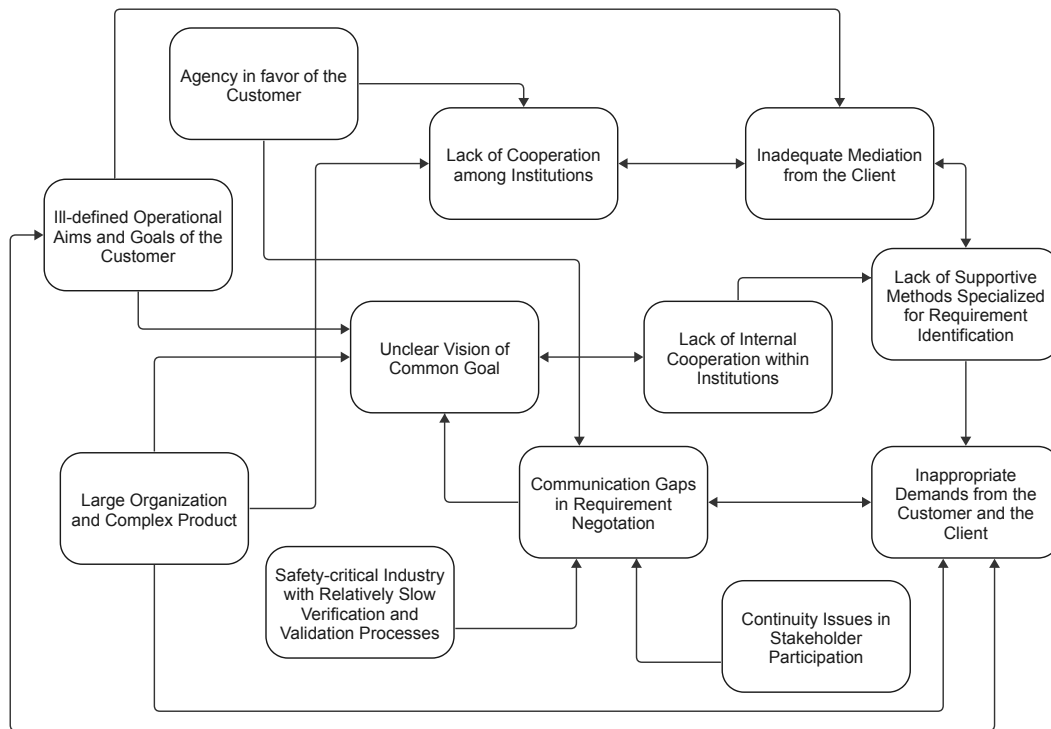 Agency in favor of the
Customer
Lack of Cooperation
among Institutions
Inadequate Mediation
from the Client
Ill-defined Operational
Aims and Goals of the
Customer
Lack of Supportive
Methods Specialized
for Requirement
Identification
Unclear Vision of
Common Goal
Lack of Internal
Cooperation within
Institutions
Large Organization
and Complex Product
Communication Gaps
in Requirement
Negotation
Inappropriate
Demands from the
Customer and the
Client
Safety-critical Industry
with Relatively Slow
Verification and
Validation Processes
Continuity Issues in
Stakeholder
Participation